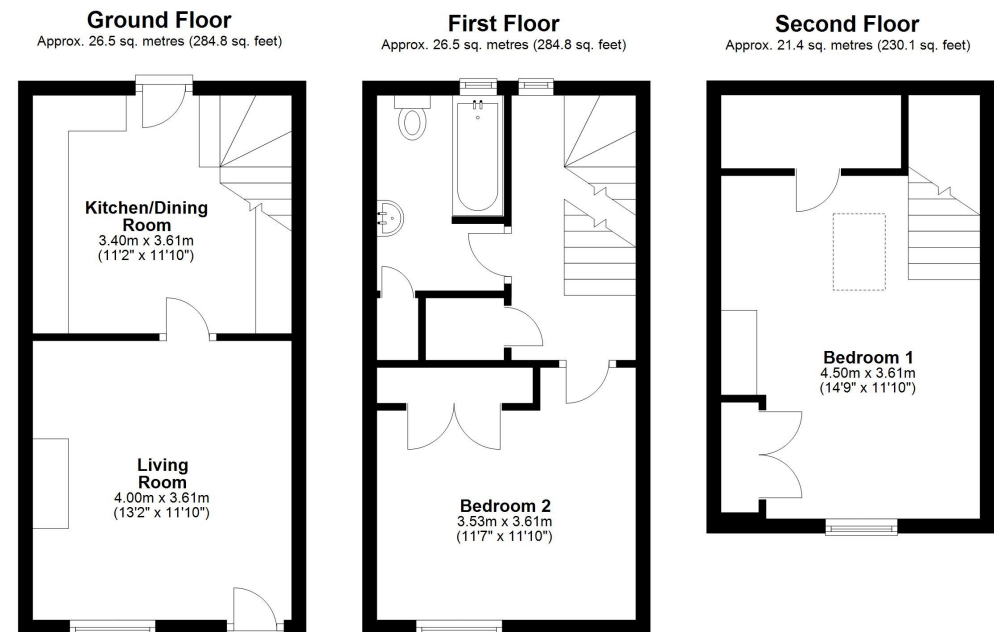 Ground Floor
Approx. 26.5 sq. metres (284.8 sq. feet)
Kitchen/Dining
Room
3.40m x 3.61m
(11'2" x 11'10")
Living
Room
4.00m x 3.61m
(13'2" x 11'10")
First Floor
Approx. 26.5 sq. metres (284.8 sq. feet)
Bedroom 2
3.53m x 3.61m
(11'7" x 11'10")
Second Floor
Approx. 21.4 sq. metres (230.1 sq. feet)
Bedroom 1
4.50m x 3.61m
(14'9" x 11'10")